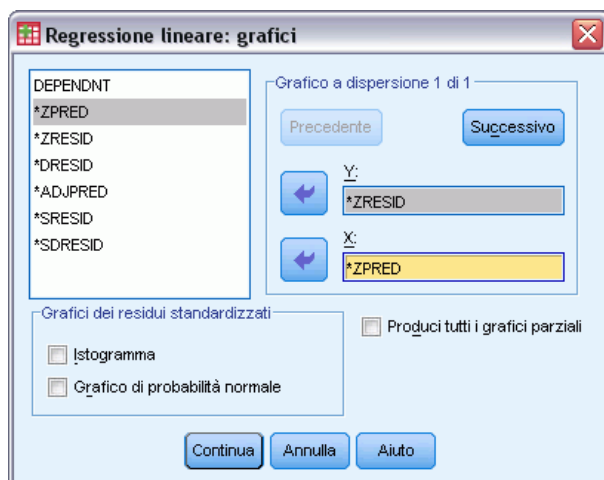 Regressione lineare: grafici
DEPENDNT
*ZPRED
*ZRESID
*DRESID
*ADJPRED
*SRESID
*SDRESID
Grafico a dispersione 1 di 1
Precedente
Successivo
Y:
*ZRESID
X:
*ZPRED
Grafici dei residui standardizzati
Istogramma
Grafico di probabilità normale
Produci tutti i grafici parziali
Continua
Annulla
Aiuto